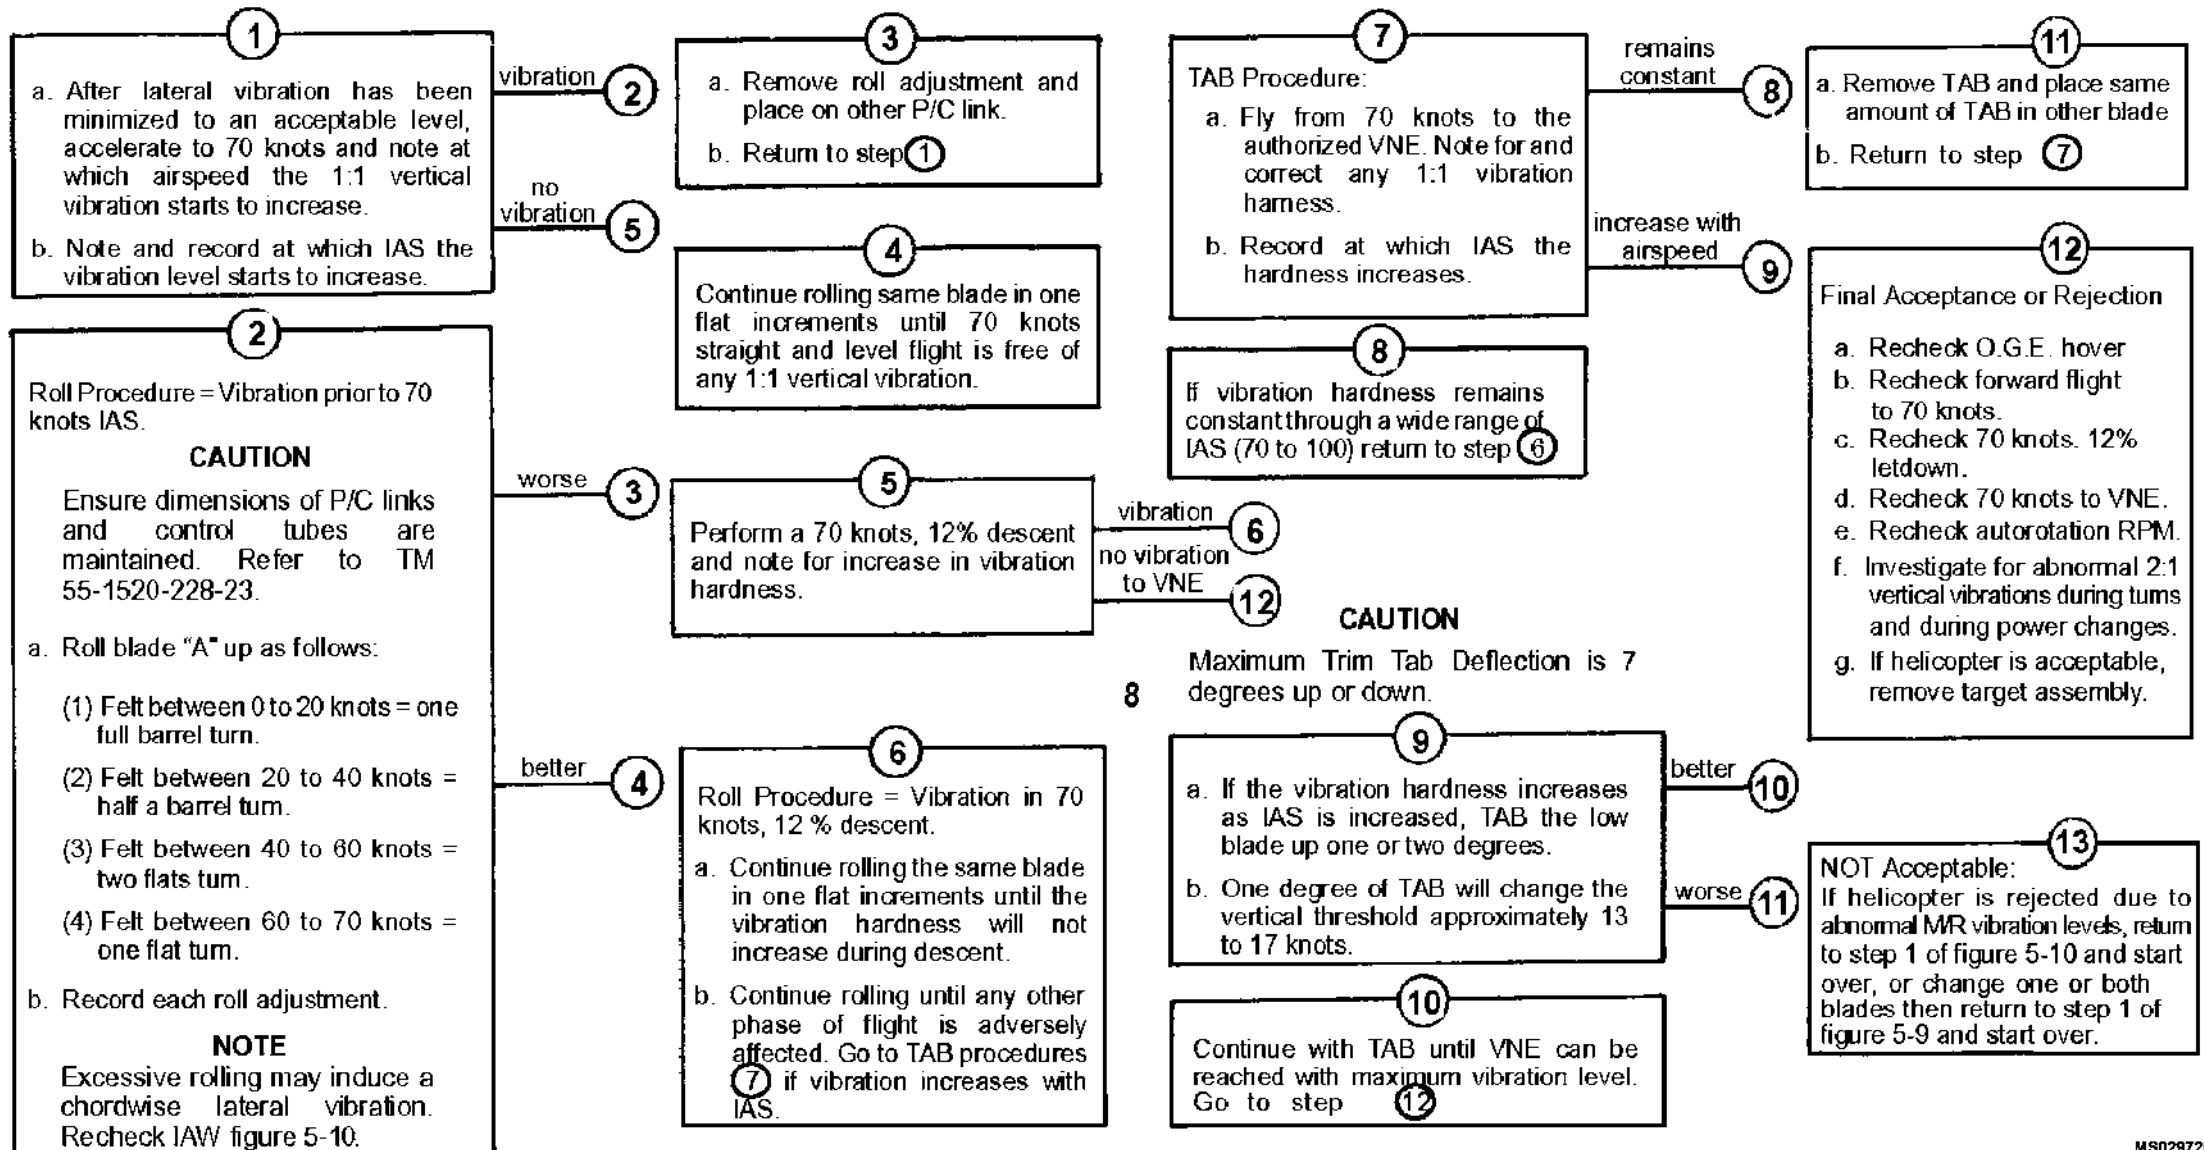 1
a. After lateral vibration has been
minimized to an acceptable level,
accelerate to 70 knots and note at
which airspeed the 1:1 vertical
vibration starts to increase.
b. Note and record at which IAS the
vibration level starts to increase.
vibration
2
no
vibration
5
2
Roll Procedure = Vibration prior to 70
knots IAS.
CAUTION
Ensure dimensions of P/C links
and control tubes are
maintained. Refer to TM
55-1520-228-23.
a. Roll blade "A" up as follows:
(1) Felt between 0 to 20 knots = one
full barrel turn.
(2) Felt between 20 to 40 knots =
half a barrel turn.
(3) Felt between 40 to 60 knots =
two flats turn.
(4) Felt between 60 to 70 knots =
one flat turn.
b. Record each roll adjustment.
NOTE
Excessive rolling may induce a
chordwise lateral vibration.
Recheck IAW figure 5-10.
worse
3
better
4
3
a. Remove roll adjustment and
place on other P/C link.
b. Return to step 1
4
Continue rolling same blade in one
flat increments until 70 knots
straight and level flight is free of
any 1:1 vertical vibration.
5
Perform a 70 knots, 12% descent
and note for increase in vibration
hardness.
vibration
6
no vibration
to VNE
12
6
Roll Procedure = Vibration in 70
knots, 12 % descent.
a. Continue rolling the same blade
in one flat increments until the
vibration hardness will not
increase during descent.
b. Continue rolling until any other
phase of flight is adversely
affected. Go to TAB procedures
7 if vibration increases with
IAS.
7
TAB Procedure:
a. Fly from 70 knots to the
authorized VNE. Note for and
correct any 1:1 vibration
harness.
b. Record at which IAS the
hardness increases.
remains
constant
8
increase with
airspeed
9
8
If vibration hardness remains
constant through a wide range of
IAS (70 to 100) return to step 6
CAUTION
Maximum Trim Tab Deflection is 7
degrees up or down.
8
9
a. If the vibration hardness increases
as IAS is increased, TAB the low
blade up one or two degrees.
b. One degree of TAB will change the
vertical threshold approximately 13
to 17 knots.
better
10
worse
11
10
Continue with TAB until VNE can be
reached with maximum vibration level.
Go to step 12
11
a. Remove TAB and place same
amount of TAB in other blade
b. Return to step 7
12
Final Acceptance or Rejection
a. Recheck O.G.E. hover
b. Recheck forward flight
to 70 knots.
c. Recheck 70 knots. 12%
letdown.
d. Recheck 70 knots to VNE.
e. Recheck autorotation RPM.
f. Investigate for abnormal 2:1
vertical vibrations during turns
and during power changes.
g. If helicopter is acceptable,
remove target assembly.
13
NOT Acceptable:
If helicopter is rejected due to
abnormal M/R vibration levels, return
to step 1 of figure 5-10 and start
over, or change one or both
blades then return to step 1 of
figure 5-9 and start over.
MS02972